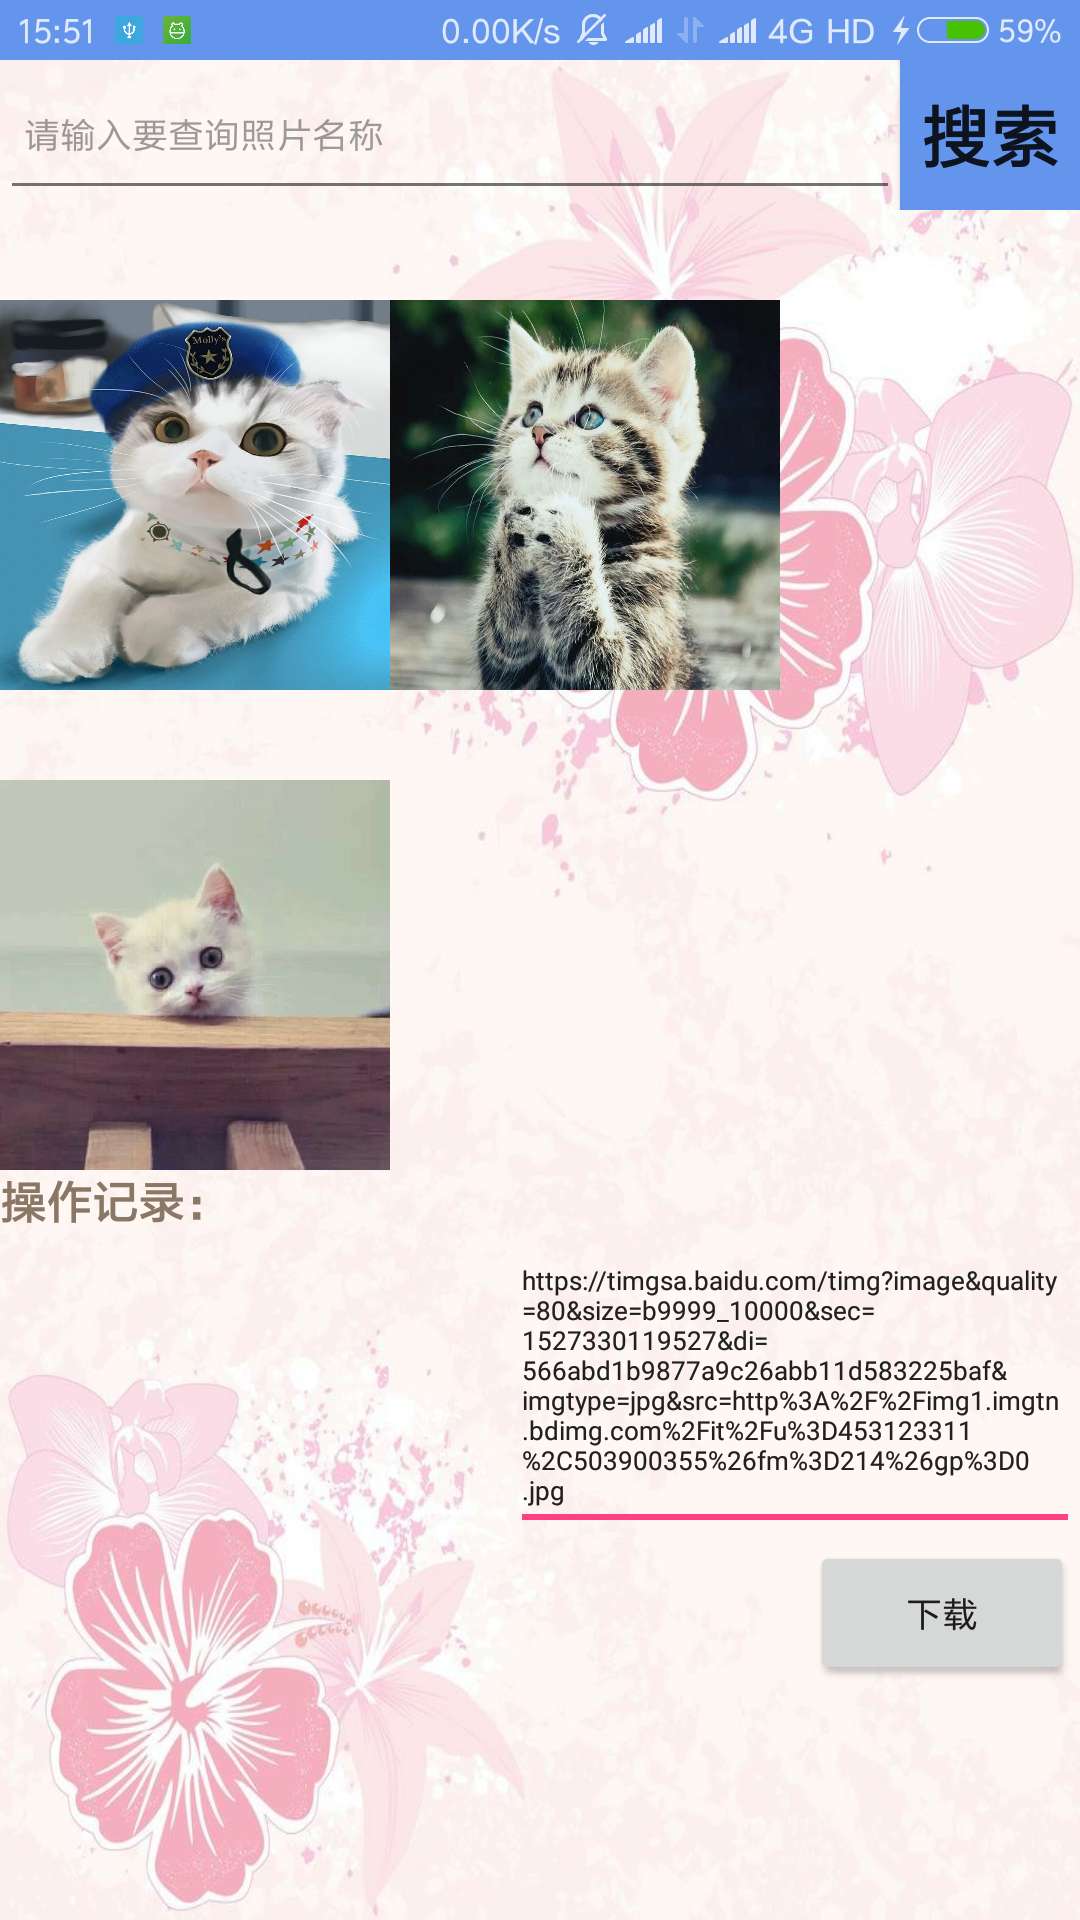 15:51 0.00K/s 4G HD 59%
请输入要查询照片名称
搜索
Molly's
操作记录：
https://timgsa.baidu.com/timg?image&quality
=80&size=b9999_10000&sec=
1527330119527&di=
566abd1b9877a9c26abb11d583225baf&
imgtype=jpg&src=http%3A%2F%2Fimg1.imgtn
.bdimg.com%2Fit%2Fu%3D453123311
%2C503900355%26fm%3D214%26gp%3D0
.jpg
下载